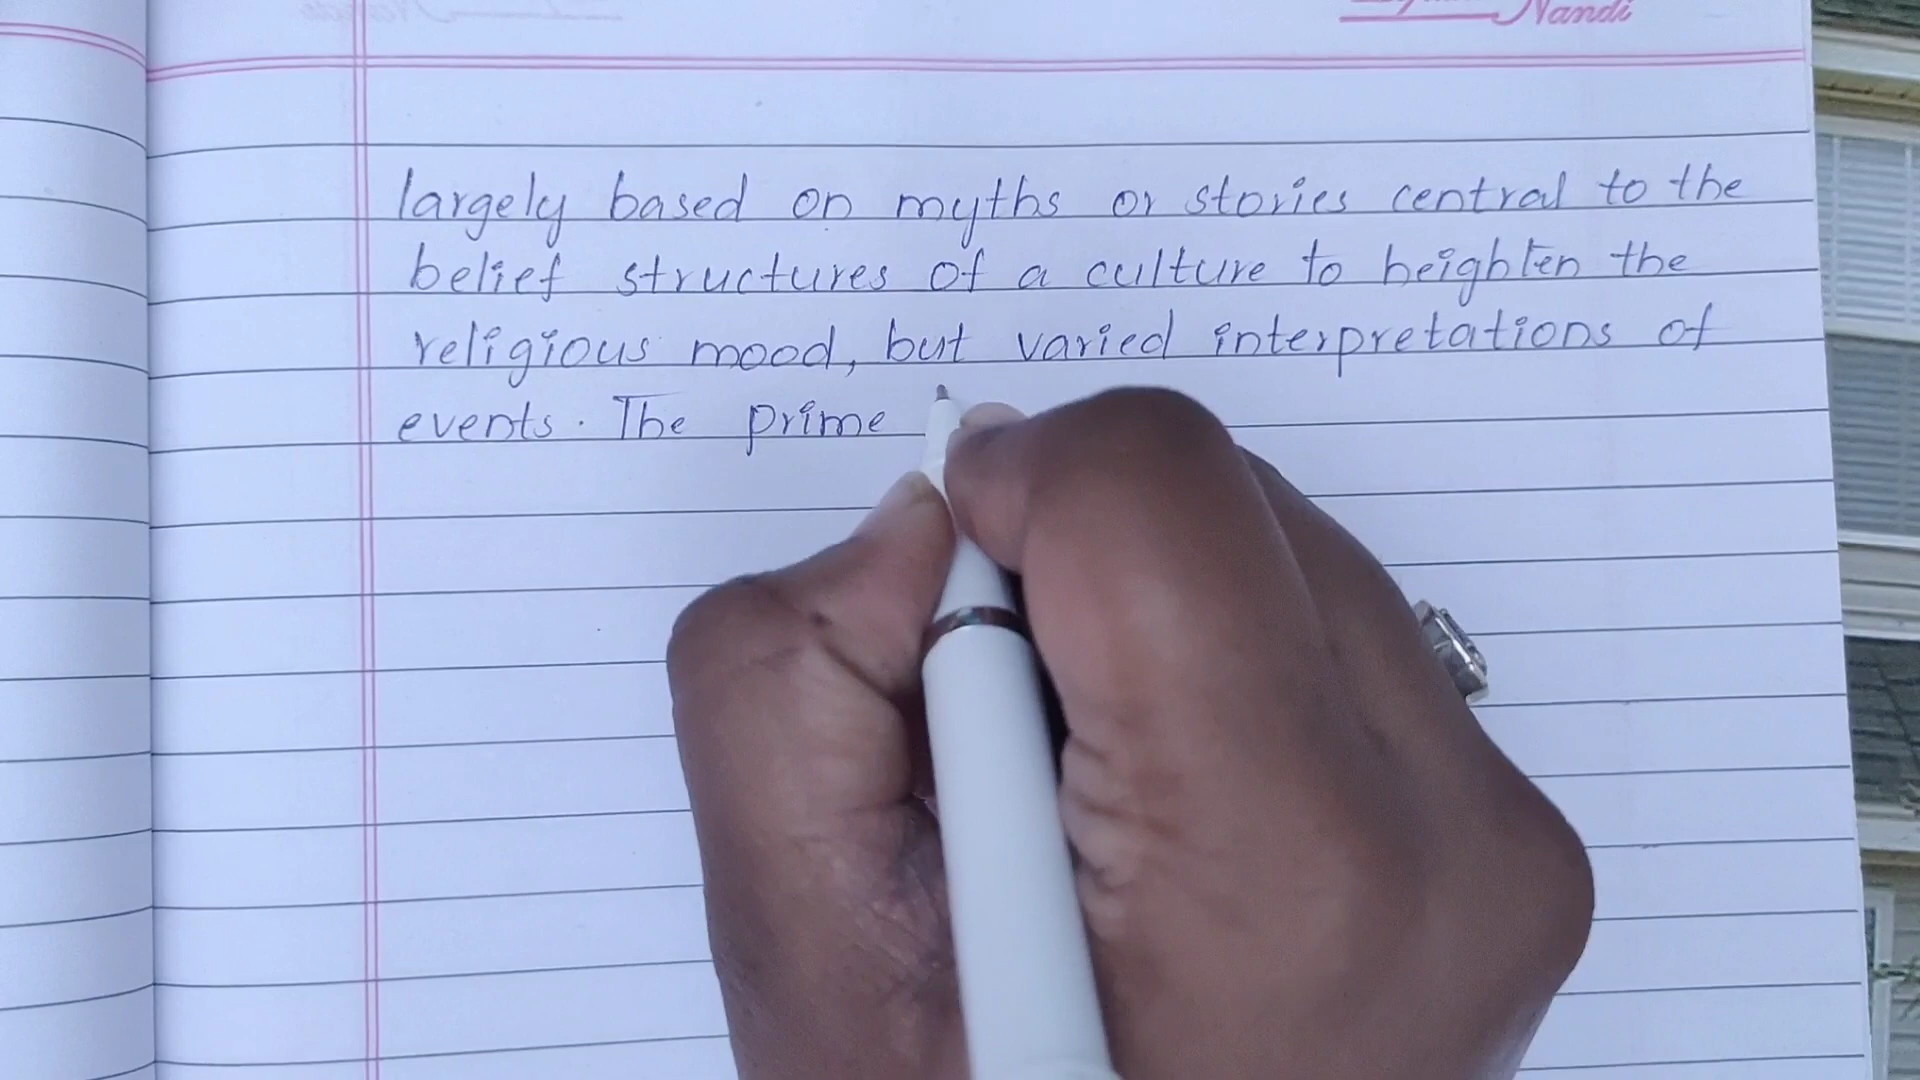 Nandi
largely based on myths or stories central to the
belief structures of a culture to heighten the
religious mood, but varied interpretations of
events. The prime